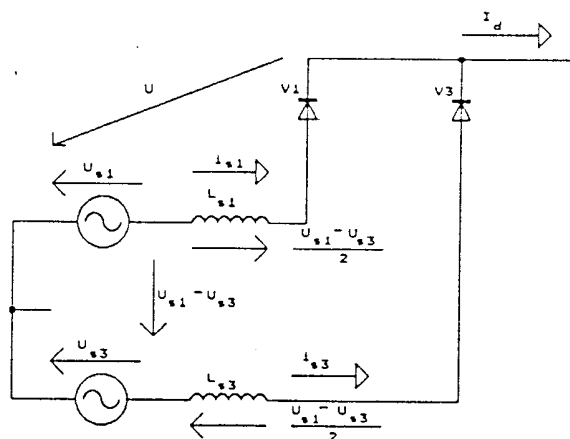 I_d
U
V1
V3
U_s1
i_s1
L_s1
U_s1 - U_s3
2
U_s1 - U_s3
U_s3
L_s3
i_s3
U_s1 - U_s3
2